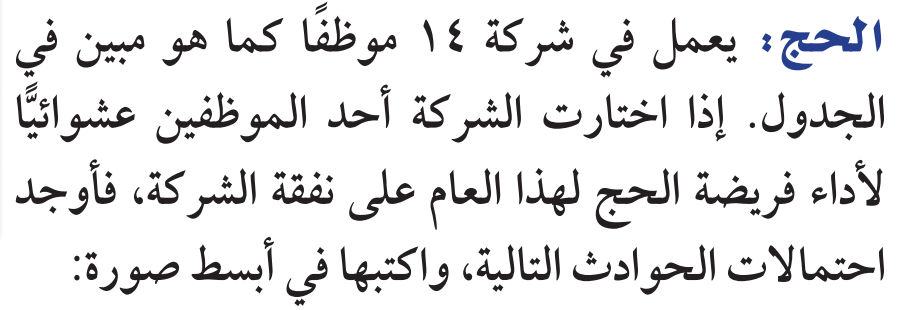 الحج: يعمل في شركة ١٤ موظفًا كما هو مبين في
الجدول. إذا اختارت الشركة أحد الموظفين عشوائيًّا
لأداء فريضة الحج لهذا العام على نفقة الشركة، فأوجد
احتمالات الحوادث التالية، واكتبها في أبسط صورة: